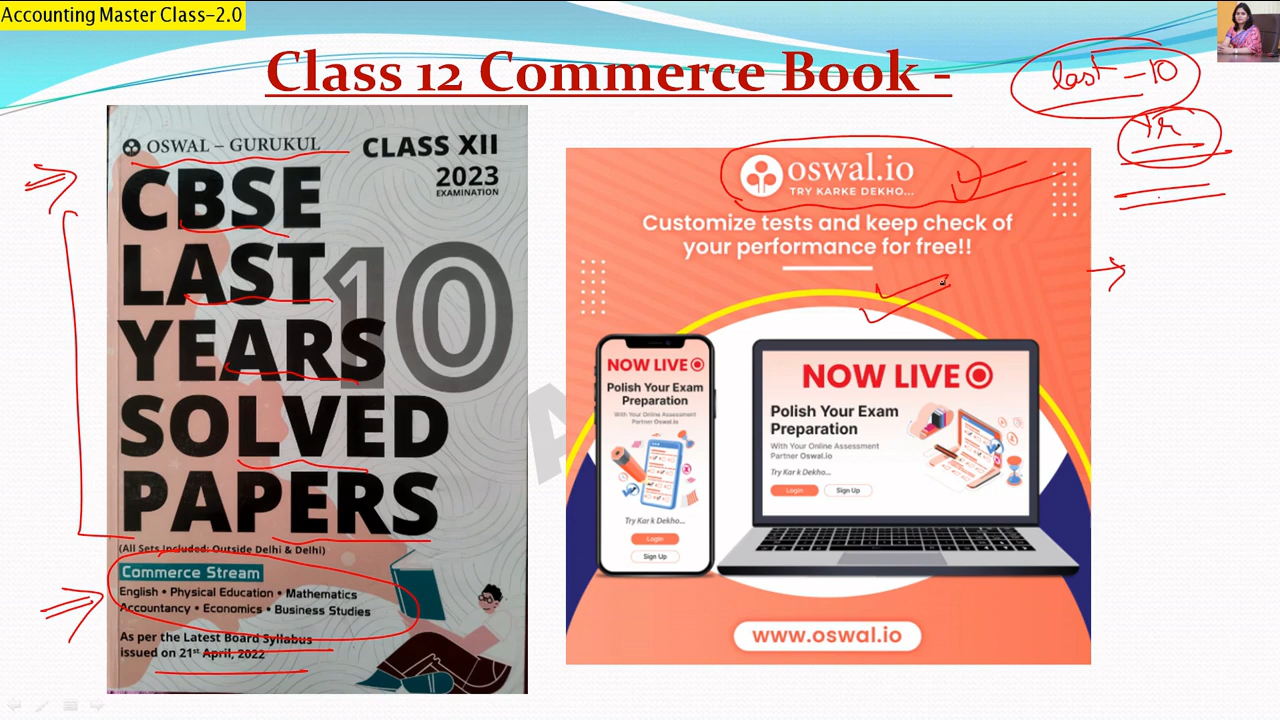 Accounting Master Class-2.0
Class 12 Commerce Book -
last - 10
Yr
OSWAL – GURUKUL
CLASS XII
2023
EXAMINATION
CBSE
LAST
10
YEARS
SOLVED
PAPERS
(All Sets Included: Outside Delhi & Delhi)
Commerce Stream
English • Physical Education • Mathematics
Accountancy • Economics • Business Studies
As per the Latest Board Syllabus
issued on 21st April, 2022
oswal.io
TRY KARKE DEKHO...
Customize tests and keep check of
your performance for free!!
NOW LIVE
Polish Your Exam
Preparation
With Your Online Assessment
Partner Oswal.io
Try Kar k Dekho...
Login
Sign Up
NOW LIVE
Polish Your Exam
Preparation
With Your Online Assessment
Partner Oswal.io
Try Kar k Dekho...
Login Sign Up
www.oswal.io